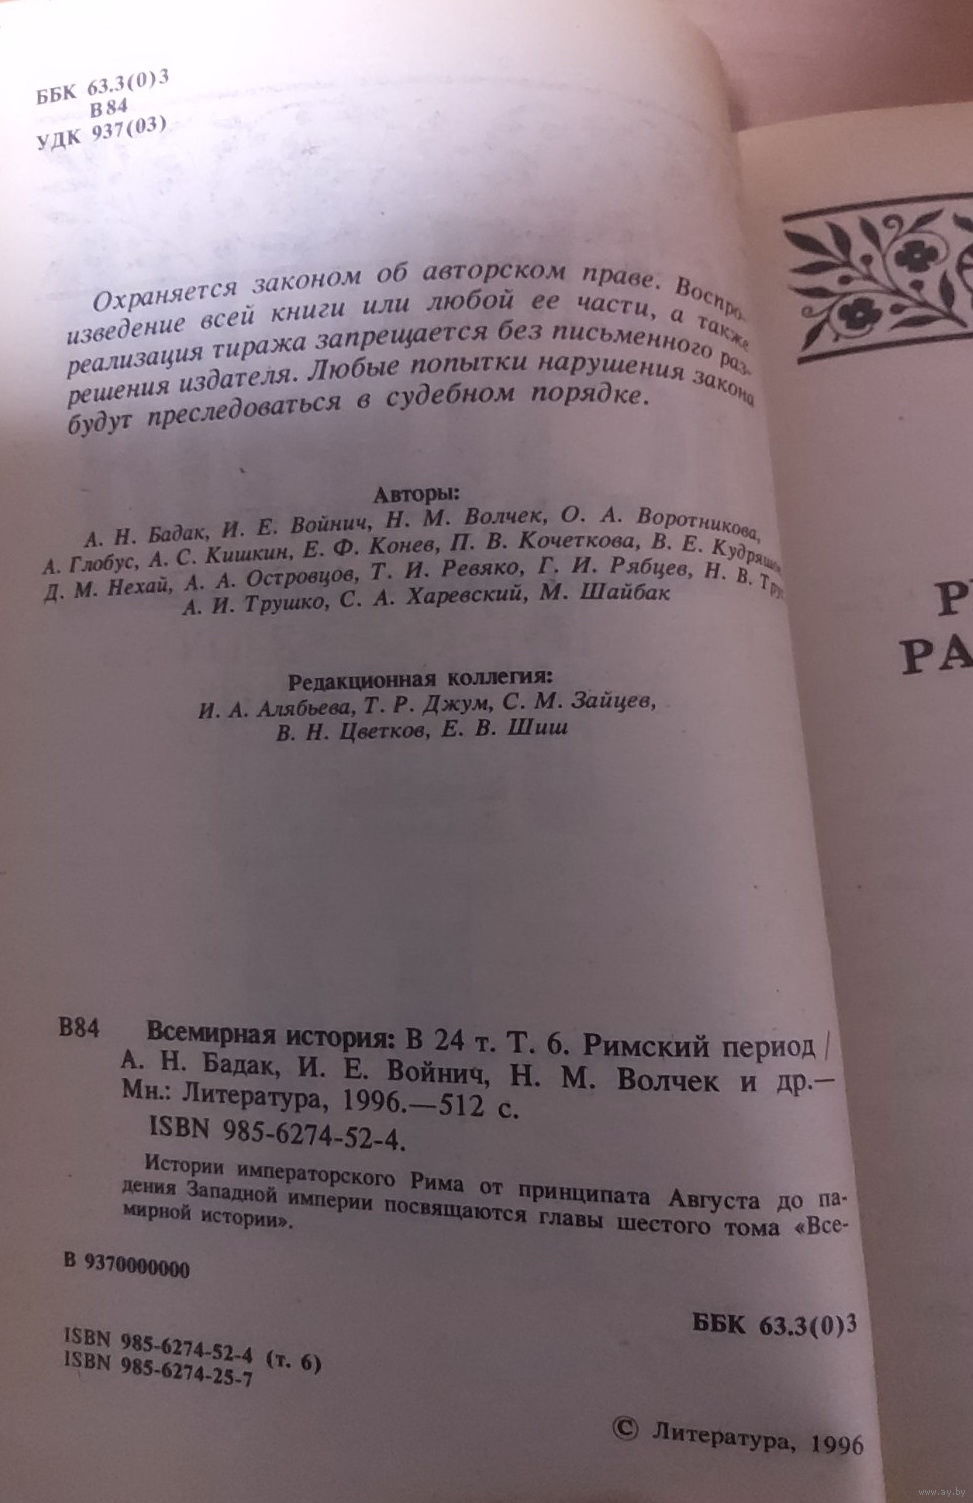 ББК 63.3(0)3
В84
УДК 937(03)
Охраняется законом об авторском праве. Воспро-
изведение всей книги или любой ее части, а также
реализация тиража запрещается без письменного раз-
решения издателя. Любые попытки нарушения закона
будут преследоваться в судебном порядке.
Авторы:
А. Н. Бадак, И. Е. Войнич, Н. М. Волчек, О. А. Воротникова,
А. Глобус, А. С. Кишкин, Е. Ф. Конев, П. В. Кочеткова, В. Е.
Д. М. Нехай, А. А. Островцов, Т. И. Ревяко, Г. И. Рябцев, Н. В.
А. И. Трушко, С. А. Харевский, М. Шайбак
Редакционная коллегия:
И. А. Алябьева, Т. Р. Джум, С. М. Зайцев,
В. Н. Цветков, Е. В. Шиш
В84 Всемирная история: В 24 т. Т. 6. Римский период /
А. Н. Бадак, И. Е. Войнич, Н. М. Волчек и др.—
Мн.: Литература, 1996.—512 с.
ISBN 985-6274-52-4.
Истории императорского Рима от принципата Августа до па-
дения Западной империи посвящаются главы шестого тома «Все-
мирной истории».
В 9370000000
ББК 63.3(0)3
ISBN 985-6274-52-4 (т. 6)
ISBN 985-6274-25-7
© Литература, 1996
РА
www.ay.by